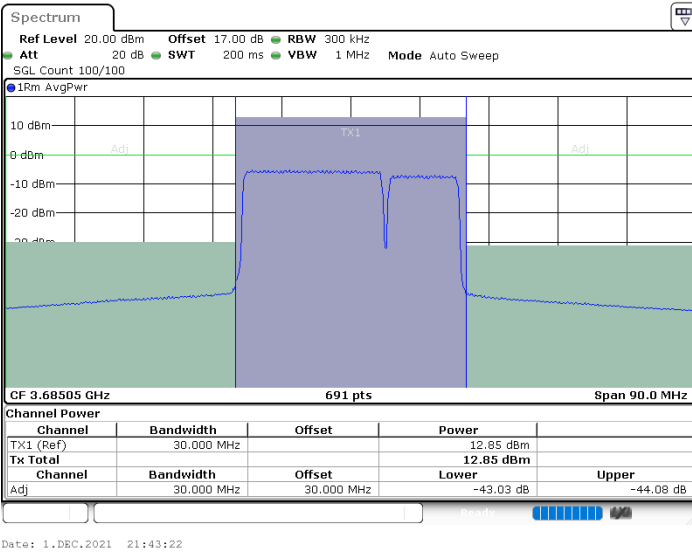 Spectrum
Ref Level 20.00 dBm Offset 17.00 dB RBW 300 kHz
Att 20 dB SWT 200 ms VBW 1 MHz Mode Auto Sweep
SGL Count 100/100
1Rm AvgPwr
10 dBm
TX1
Adj Adj
0 dBm
-10 dBm
-20 dBm
-30 dBm
CF 3.68505 GHz 691 pts Span 90.0 MHz
Channel Power
Channel Bandwidth Offset Power
TX1 (Ref) 30.000 MHz 12.85 dBm
Tx Total 12.85 dBm
Channel Bandwidth Offset Lower Upper
Adj 30.000 MHz 30.000 MHz -43.03 dB -44.08 dB
Ready
Date: 1.DEC.2021 21:43:22